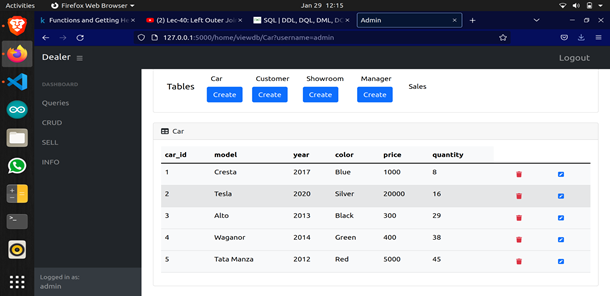 Activities Firefox Web Browser Jan 29 12:15
Functions and Getting He (2) Lec-40: Left Outer Joi SQL | DDL, DQL, DML, DC Admin
127.0.0.1:5000/home/viewdb/Car?username=admin
Dealer Logout
DASHBOARD
Queries
CRUD
SELL
INFO
Tables
Car Customer Showroom Manager Sales
Create Create Create Create
Car
car_id model year color price quantity
1 Cresta 2017 Blue 1000 8
2 Tesla 2020 Silver 20000 16
3 Alto 2013 Black 300 29
4 Waganor 2014 Green 400 38
5 Tata Manza 2012 Red 5000 45
Logged in as:
admin